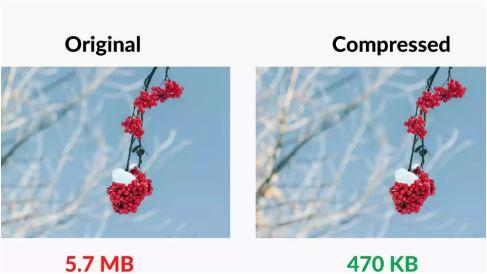 Original
Compressed
5.7 MB
470 KB